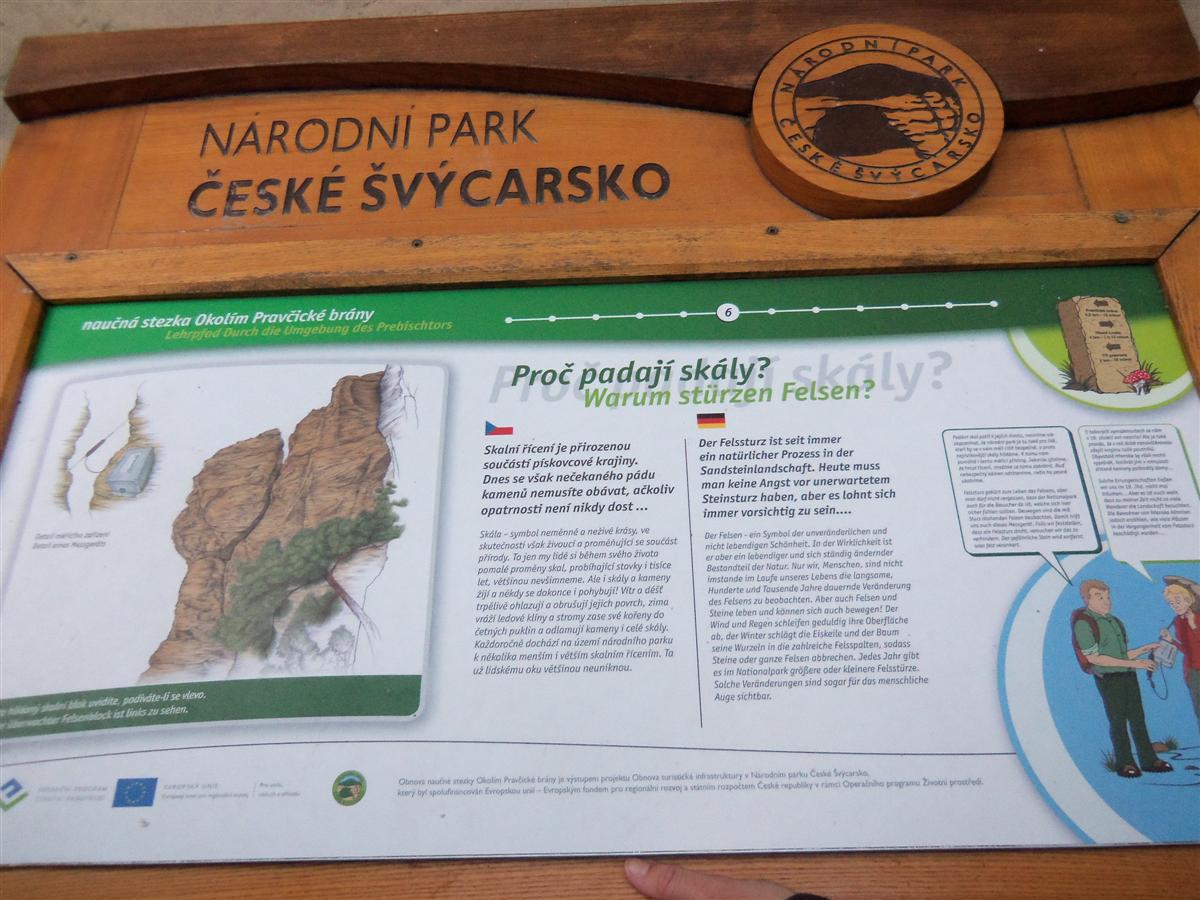 NÁRODNÍ PARK
ČESKÉ ŠVÝCARSKO
NÁRODNÍ PARK
ČESKÉ ŠVÝCARSKO
naučná stezka Okolím Pravčické brány
Lehrpfad Durch die Umgebung des Prebischtors
6
Proč padají skály?
Warum stürzen Felsen?
Detail měřícího zařízení
Detail eines Messgeräts
skalní blok uvidíte, podíváte-li se vlevo.
Felsenblock ist links zu sehen.
Skalní řícení je přirozenou
součástí pískovcové krajiny.
Dnes se však nečekaného pádu
kamenů nemusíte obávat, ačkoliv
opatrnosti není nikdy dost ...
Skála – symbol neměnné a neživé krásy, ve
skutečnosti však živoucí a proměňující se součást
přírody. To jen my lidé si během svého života
pomalé proměny skal, probíhající stovky i tisíce
let, většinou nevšimneme. Ale i skály a kameny
žijí a někdy se dokonce i pohybují! Vítr a déšť
trpělivě ohlazují a obrušují jejich povrch, zima
vráží ledové klíny a stromy zase své kořeny do
četných puklin a odlamují kameny i celé skály.
Každoročně dochází na území národního parku
k několika menším i větším skalním řícením. Ta
už lidskému oku většinou neuniknou.
Der Felssturz ist seit immer
ein natürlicher Prozess in der
Sandsteinlandschaft. Heute muss
man keine Angst vor unerwartetem
Steinsturz haben, aber es lohnt sich
immer vorsichtig zu sein....
Der Felsen - ein Symbol der unveränderlichen und
nicht lebendigen Schönheit. In der Wirklichkeit ist
er aber ein lebendiger und sich ständig ändernder
Bestandteil der Natur. Nur wir, Menschen, sind nicht
imstande im Laufe unseres Lebens die langsame,
Hunderte und Tausende Jahre dauernde Veränderung
des Felsens zu beobachten. Aber auch Felsen und
Steine leben und können sich auch bewegen! Der
Wind und Regen schleifen geduldig ihre Oberfläche
ab, der Winter schlägt die Eiskeile und der Baum
seine Wurzeln in die zahlreiche Felsspalten, sodass
Steine oder ganze Felsen abbrechen. Jedes Jahr gibt
es im Nationalpark größere oder kleinere Felsstürze.
Solche Veränderungen sind sogar für das menschliche
Auge sichtbar.
EVROPSKÁ UNIE
Obnova naučné stezky Okolím Pravčické brány je výstupem projektu Obnova turistické infrastruktury v Národním parku České Švýcarsko,
který byl spolufinancován Evropskou unií – Evropským fondem pro regionální rozvoj a státním rozpočtem České republiky v rámci Operačního programu Životní prostředí.